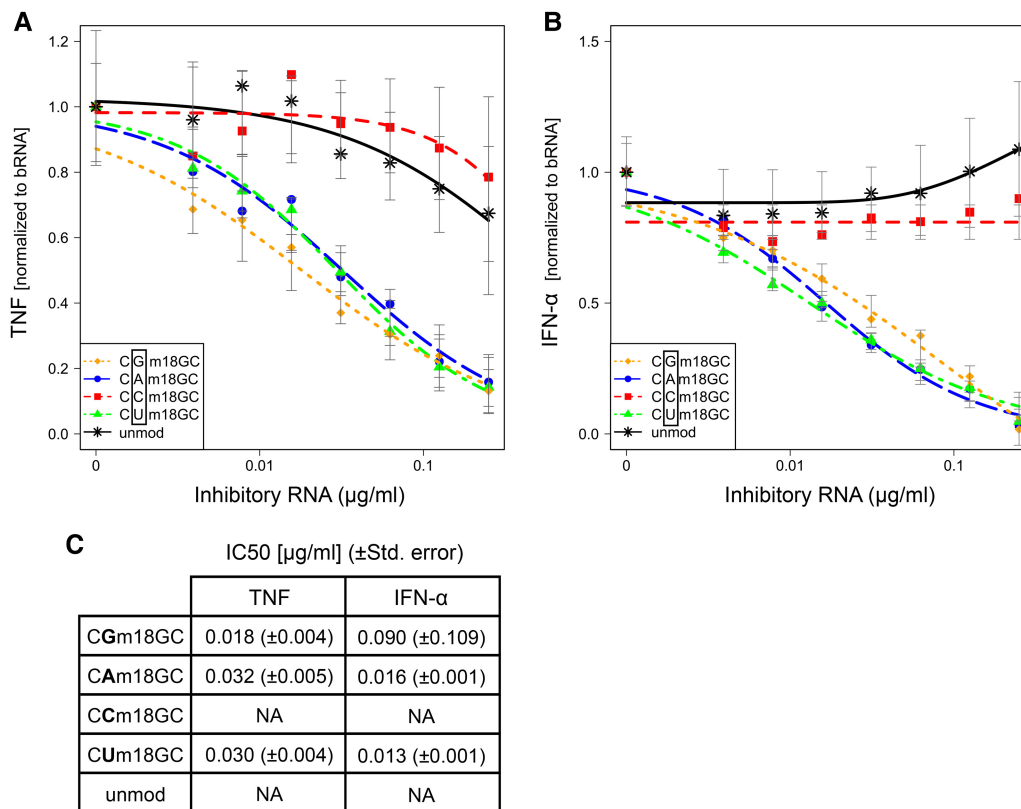 A
TNF [normalized to bRNA]
1.2
1.0
0.8
0.6
0.4
0.2
0.0
CGm18GC
CAm18GC
CCm18GC
CUm18GC
unmod
0
0.01
0.1
Inhibitory RNA (µg/ml)
B
IFN-α [normalized to bRNA]
1.5
1.0
0.5
0.0
CGm18GC
CAm18GC
CCm18GC
CUm18GC
unmod
0
0.01
0.1
Inhibitory RNA (µg/ml)
C
IC50 [µg/ml] (±Std. error)
TNF IFN-α
CGm18GC 0.018 (±0.004) 0.090 (±0.109)
CAm18GC 0.032 (±0.005) 0.016 (±0.001)
CCm18GC NA NA
CUm18GC 0.030 (±0.004) 0.013 (±0.001)
unmod NA NA